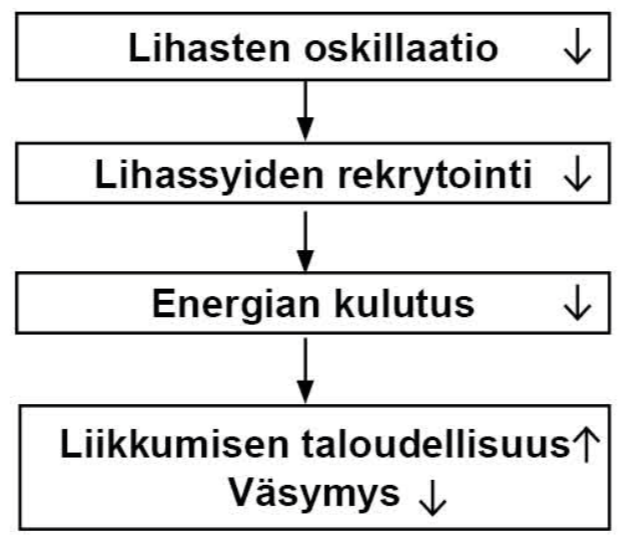 Lihasten oskillaatio ↓
Lihassyiden rekrytointi ↓
Energian kulutus ↓
Liikkumisen taloudellisuus↑
Väsymys ↓